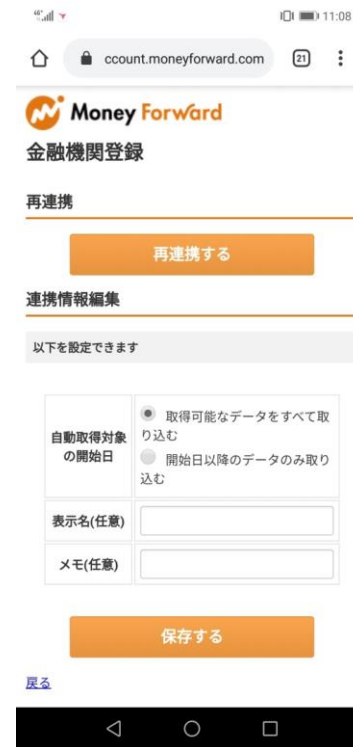 11:08
ccount.moneyforward.com
21
Money Forward
金融機関登録
再連携
再連携する
連携情報編集
以下を設定できます
自動取得対象
の開始日
取得可能なデータをすべて取
り込む
開始日以降のデータのみ取り
込む
表示名(任意)
メモ(任意)
保存する
戻る